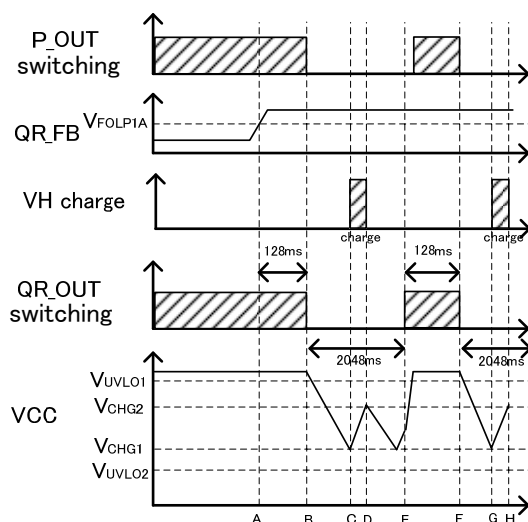 P_OUT
switching
VFOLP1A
QR_FB
VH charge
charge
charge
128ms
128ms
QR_OUT
switching
2048ms
2048ms
VUVLO1
VCHG2
VCC
VCHG1
VUVLO2
A B C D E F G H